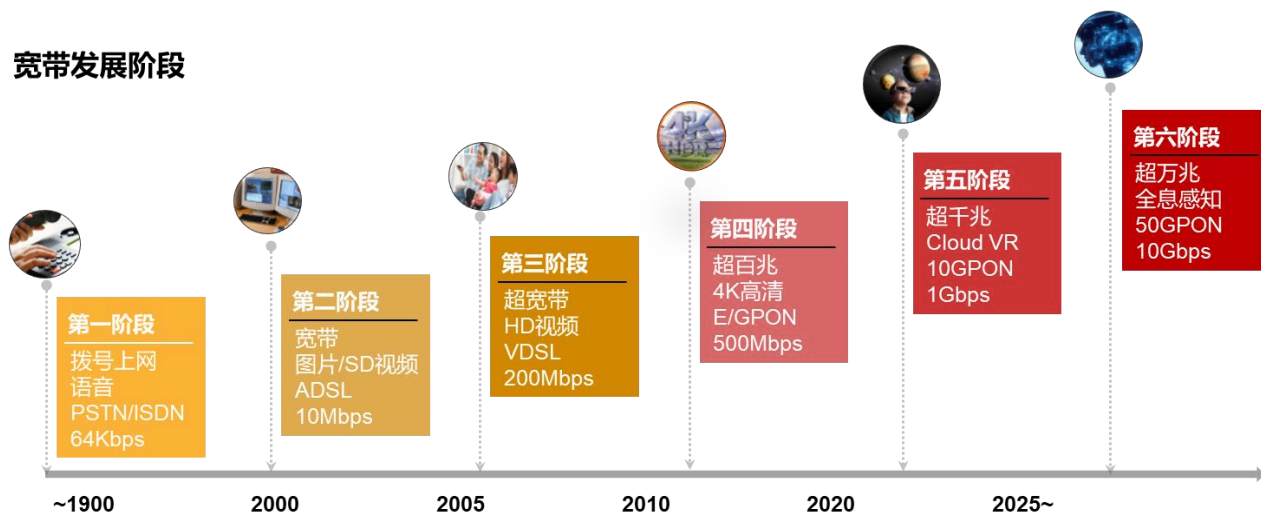 宽带发展阶段
第一阶段
拨号上网
语音
PSTN/ISDN
64Kbps
第二阶段
宽带
图片/SD视频
ADSL
10Mbps
第三阶段
超宽带
HD视频
VDSL
200Mbps
第四阶段
超百兆
4K高清
E/GPON
500Mbps
第五阶段
超千兆
Cloud VR
10GPON
1Gbps
第六阶段
超万兆
全息感知
50GPON
10Gbps
4K
HDR
~1900
2000
2005
2010
2020
2025~